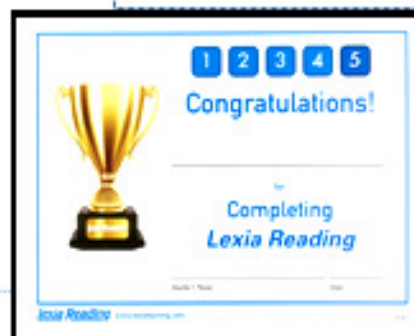 1 2 3 4 5
Congratulations!
for
Completing
Lexia Reading
Lexia Reading